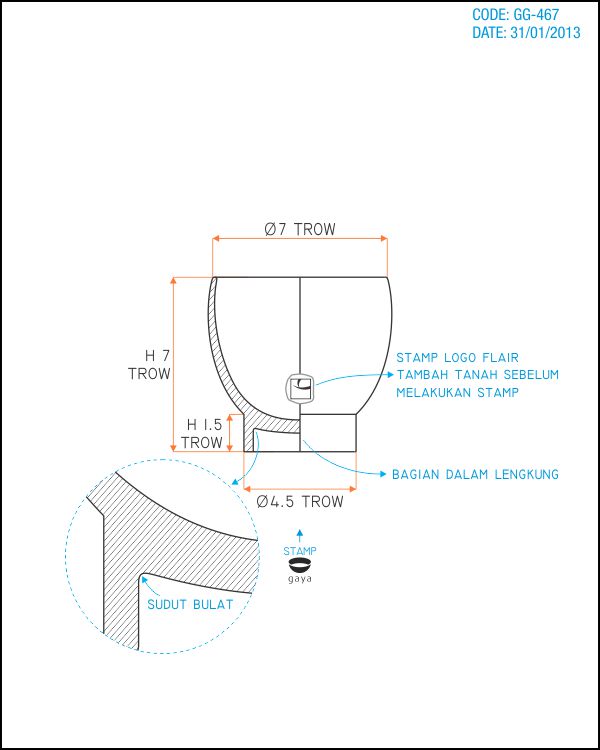 CODE: GG-467
DATE: 31/01/2013
Ø7 TROW
H 7
TROW
STAMP LOGO FLAIR
TAMBAH TANAH SEBELUM
MELAKUKAN STAMP
H 1.5
TROW
BAGIAN DALAM LENGKUNG
Ø4.5 TROW
STAMP
gaya
SUDUT BULAT